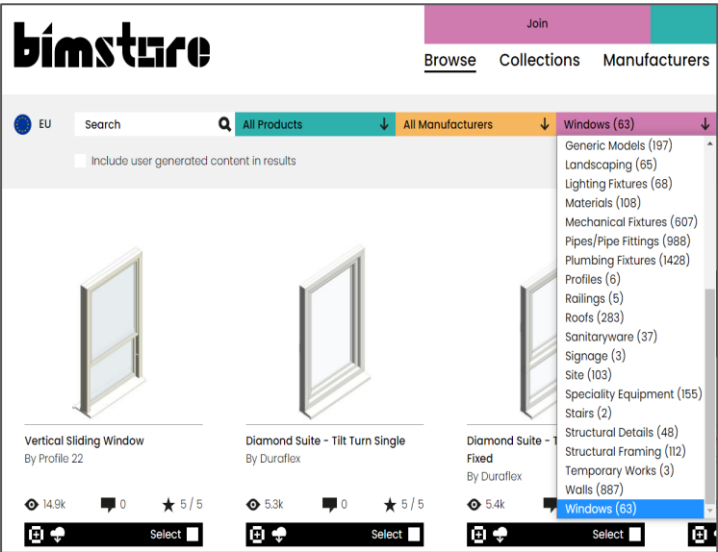 bimstore
Join
Browse Collections Manufacturers
EU Search All Products All Manufacturers Windows (63)
Include user generated content in results
Generic Models (197)
Landscaping (65)
Lighting Fixtures (68)
Materials (108)
Mechanical Fixtures (607)
Pipes/Pipe Fittings (988)
Plumbing Fixtures (1428)
Profiles (6)
Railings (5)
Roofs (283)
Sanitaryware (37)
Signage (3)
Site (103)
Speciality Equipment (155)
Stairs (2)
Structural Details (48)
Structural Framing (112)
Temporary Works (3)
Walls (887)
Windows (63)
Vertical Sliding Window
By Profile 22
14.9k 0 5 / 5
Select
Diamond Suite - Tilt Turn Single
By Duraflex
5.3k 0 5 / 5
Select
Diamond Suite -
Fixed
By Duraflex
5.4k
Select